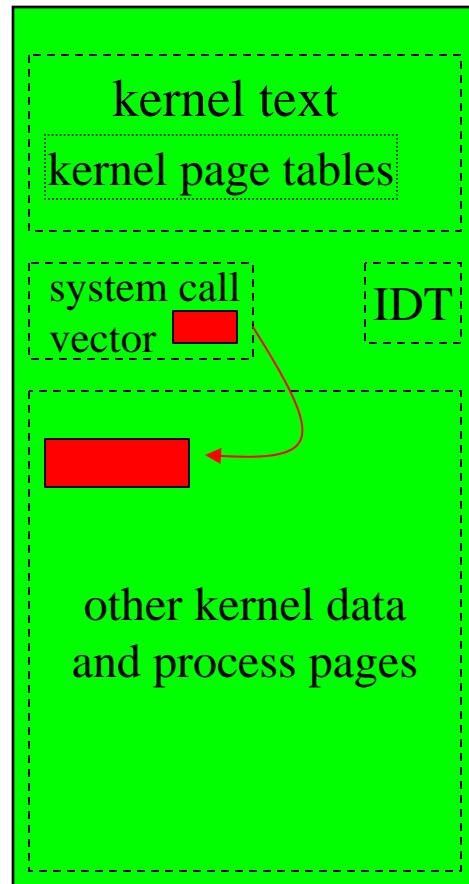 kernel text
kernel page tables
system call
vector
IDT
other kernel data
and process pages